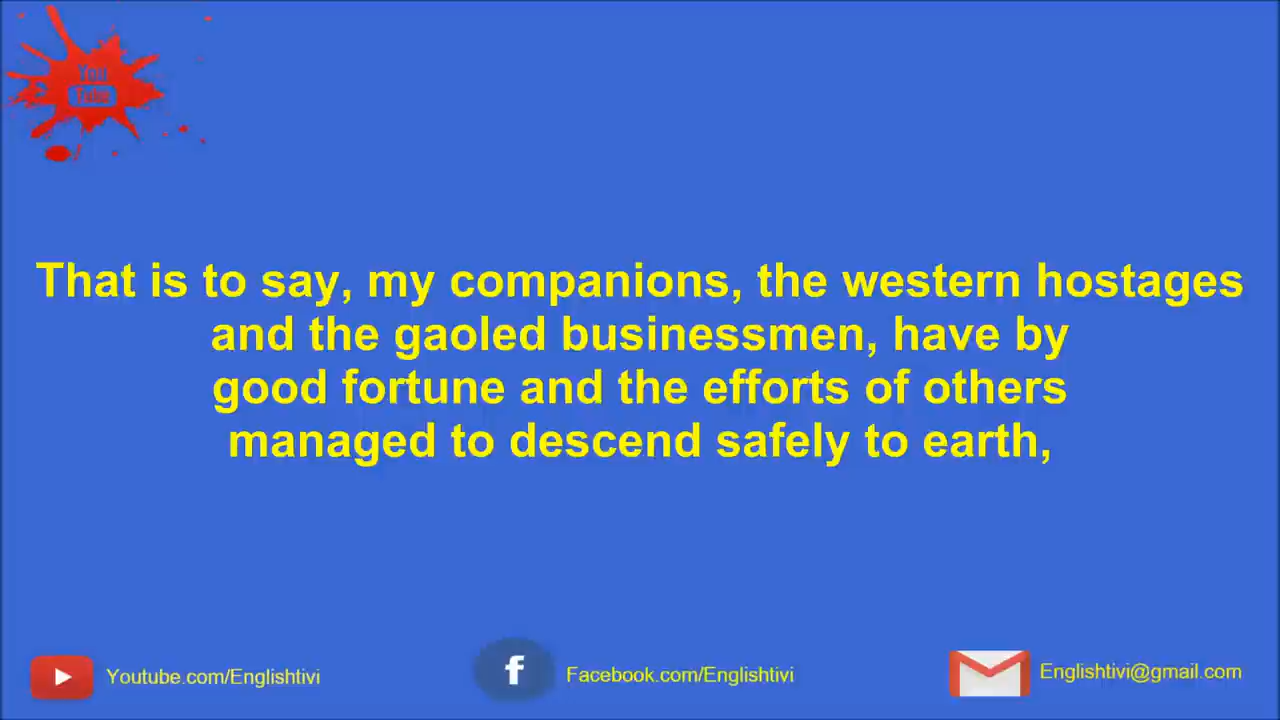 You
Tube
That is to say, my companions, the western hostages
and the gaoled businessmen, have by
good fortune and the efforts of others
managed to descend safely to earth,
Youtube.com/Englishtivi
f
Facebook.com/Englishtivi
Englishtivi@gmail.com